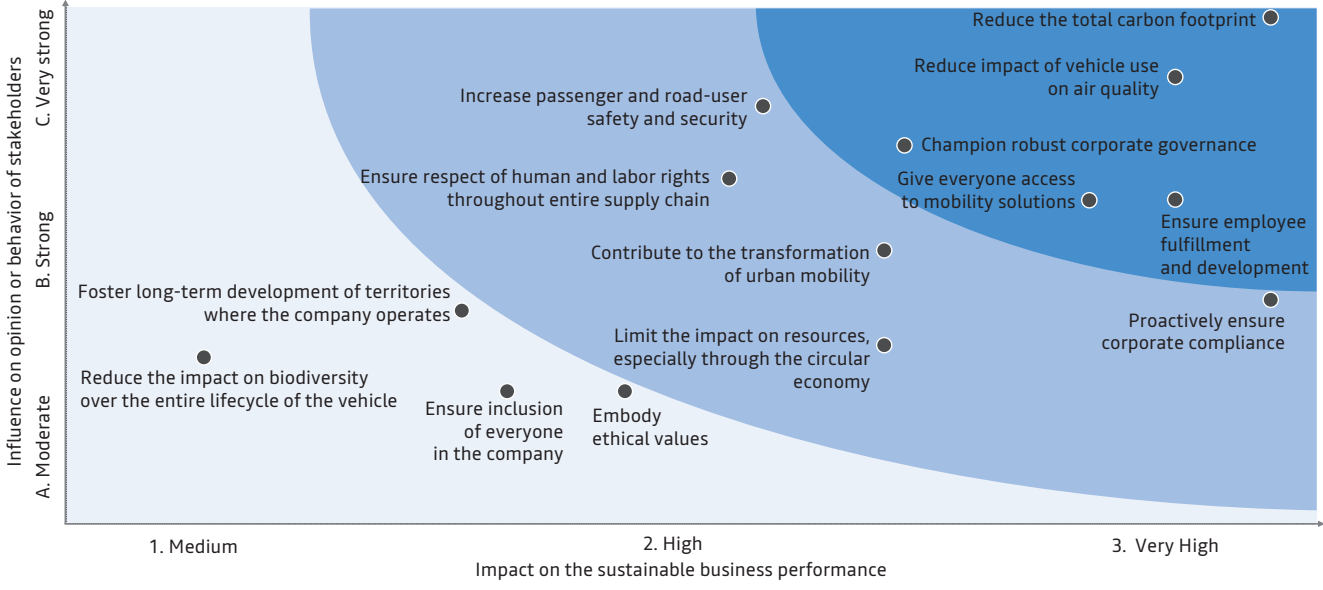 Influence on opinion or behavior of stakeholders
C. Very strong
B. Strong
A. Moderate
Reduce the total carbon footprint
Reduce impact of vehicle use
on air quality
Increase passenger and road-user
safety and security
Champion robust corporate governance
Ensure respect of human and labor rights
throughout entire supply chain
Give everyone access
to mobility solutions
Ensure employee
fulfillment
and development
Contribute to the transformation
of urban mobility
Foster long-term development of territories
where the company operates
Proactively ensure
corporate compliance
Limit the impact on resources,
especially through the circular
economy
Reduce the impact on biodiversity
over the entire lifecycle of the vehicle
Ensure inclusion
of everyone
in the company
Embody
ethical values
1. Medium
2. High
3. Very High
Impact on the sustainable business performance